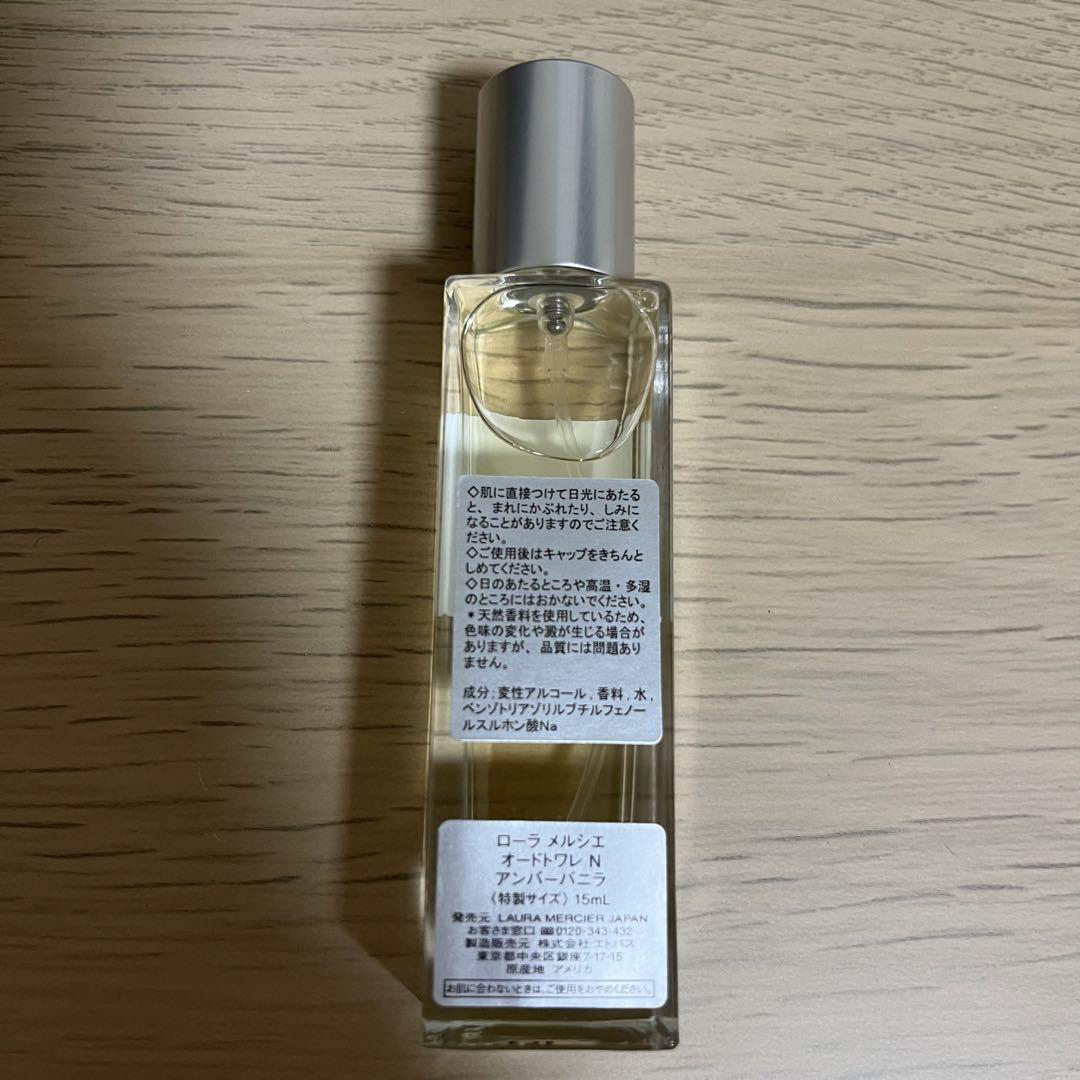 ◇肌に直接つけて日光にあたる
と、まれにかぶれたり、しみに
なることがありますのでご注意く
ださい。
◇ご使用後はキャップをきちんと
しめてください。
◇日のあたるところや高温・多湿
のところにはおかないでください。
＊天然香料を使用しているため、
色味の変化や澱が生じる場合が
ありますが、品質には問題あり
ません。
成分;変性アルコール,香料,水,
ベンゾトリアゾリルブチルフェノー
ルスルホン酸Na
ローラ メルシエ
オードトワレ N
アンバーバニラ
(特製サイズ) 15mL
発売元 LAURA MERCIER JAPAN
お客さま窓口 0120-343-432
製造販売元 株式会社エトバス
東京都中央区銀座7-17-15
原産地 アメリカ
お肌に合わないときは、ご使用をおやめください。